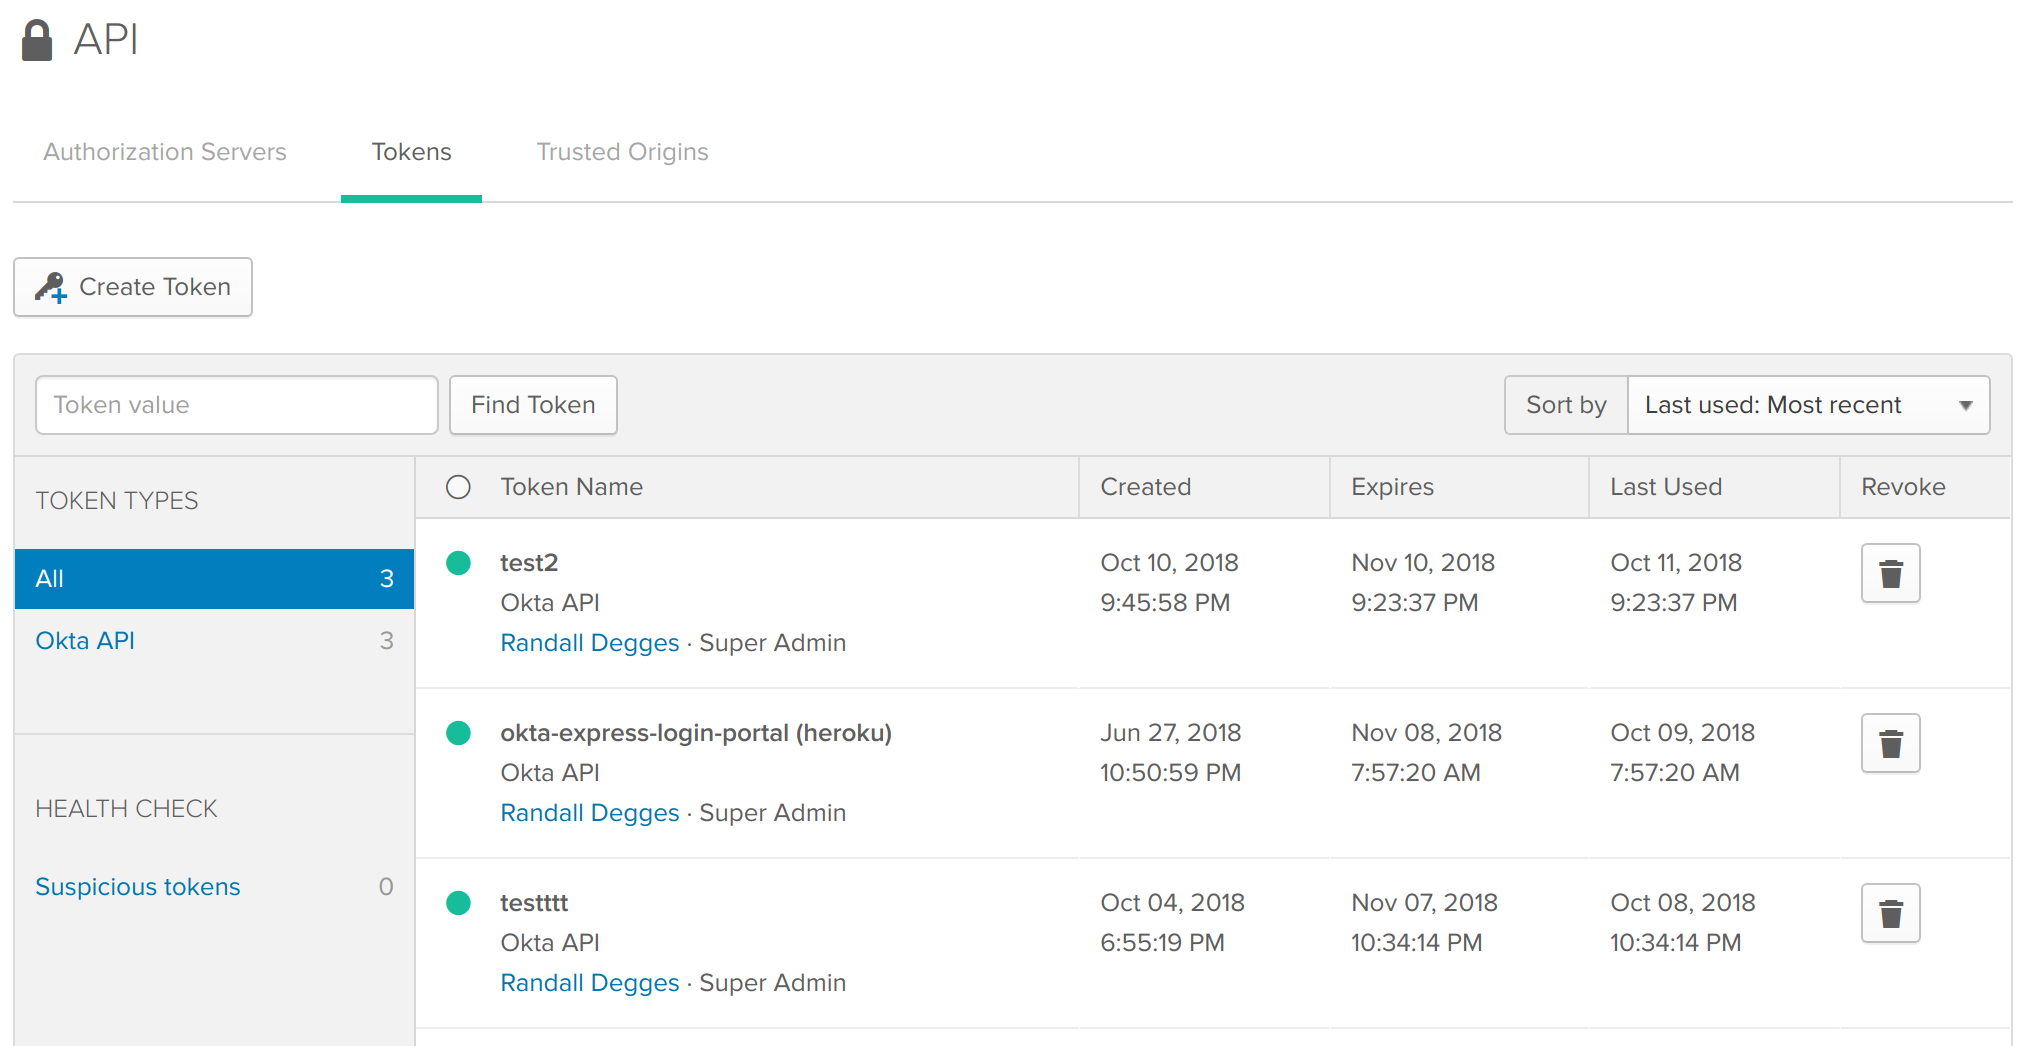 API
Authorization Servers Tokens Trusted Origins
Create Token
Token value Find Token Sort by Last used: Most recent
TOKEN TYPES
All 3
Okta API 3
HEALTH CHECK
Suspicious tokens 0
Token Name Created Expires Last Used Revoke
test2 Oct 10, 2018 Nov 10, 2018 Oct 11, 2018
Okta API 9:45:58 PM 9:23:37 PM 9:23:37 PM
Randall Degges · Super Admin
okta-express-login-portal (heroku) Jun 27, 2018 Nov 08, 2018 Oct 09, 2018
Okta API 10:50:59 PM 7:57:20 AM 7:57:20 AM
Randall Degges · Super Admin
testttt Oct 04, 2018 Nov 07, 2018 Oct 08, 2018
Okta API 6:55:19 PM 10:34:14 PM 10:34:14 PM
Randall Degges · Super Admin